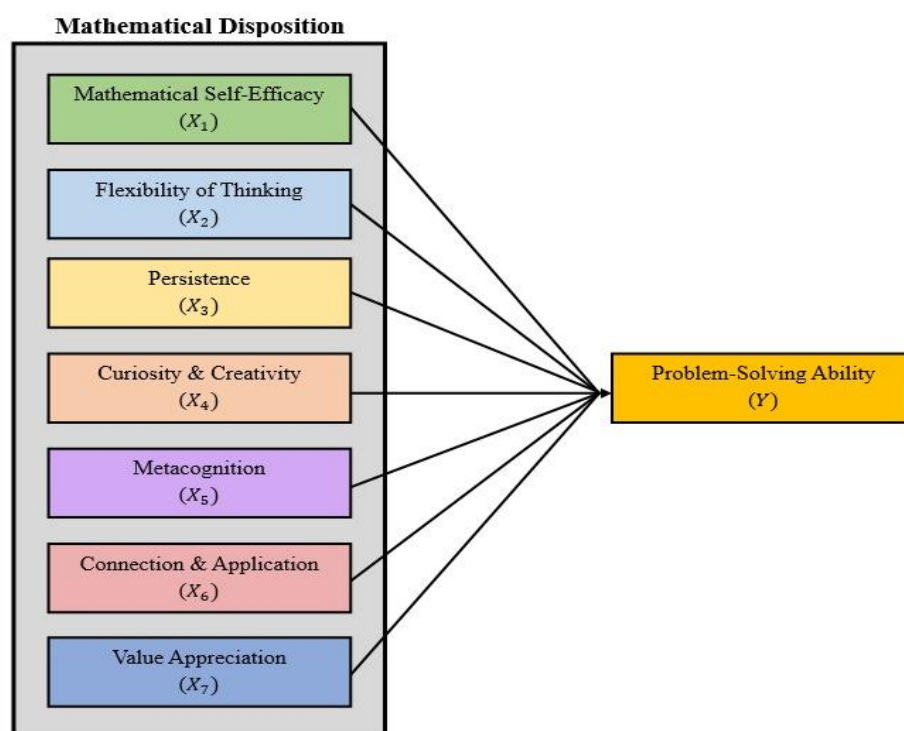 Mathematical Disposition
Mathematical Self-Efficacy
(X₁)
Flexibility of Thinking
(X₂)
Persistence
(X₃)
Curiosity & Creativity
(X₄)
Metacognition
(X₅)
Connection & Application
(X₆)
Value Appreciation
(X₇)
Problem-Solving Ability
(Y)